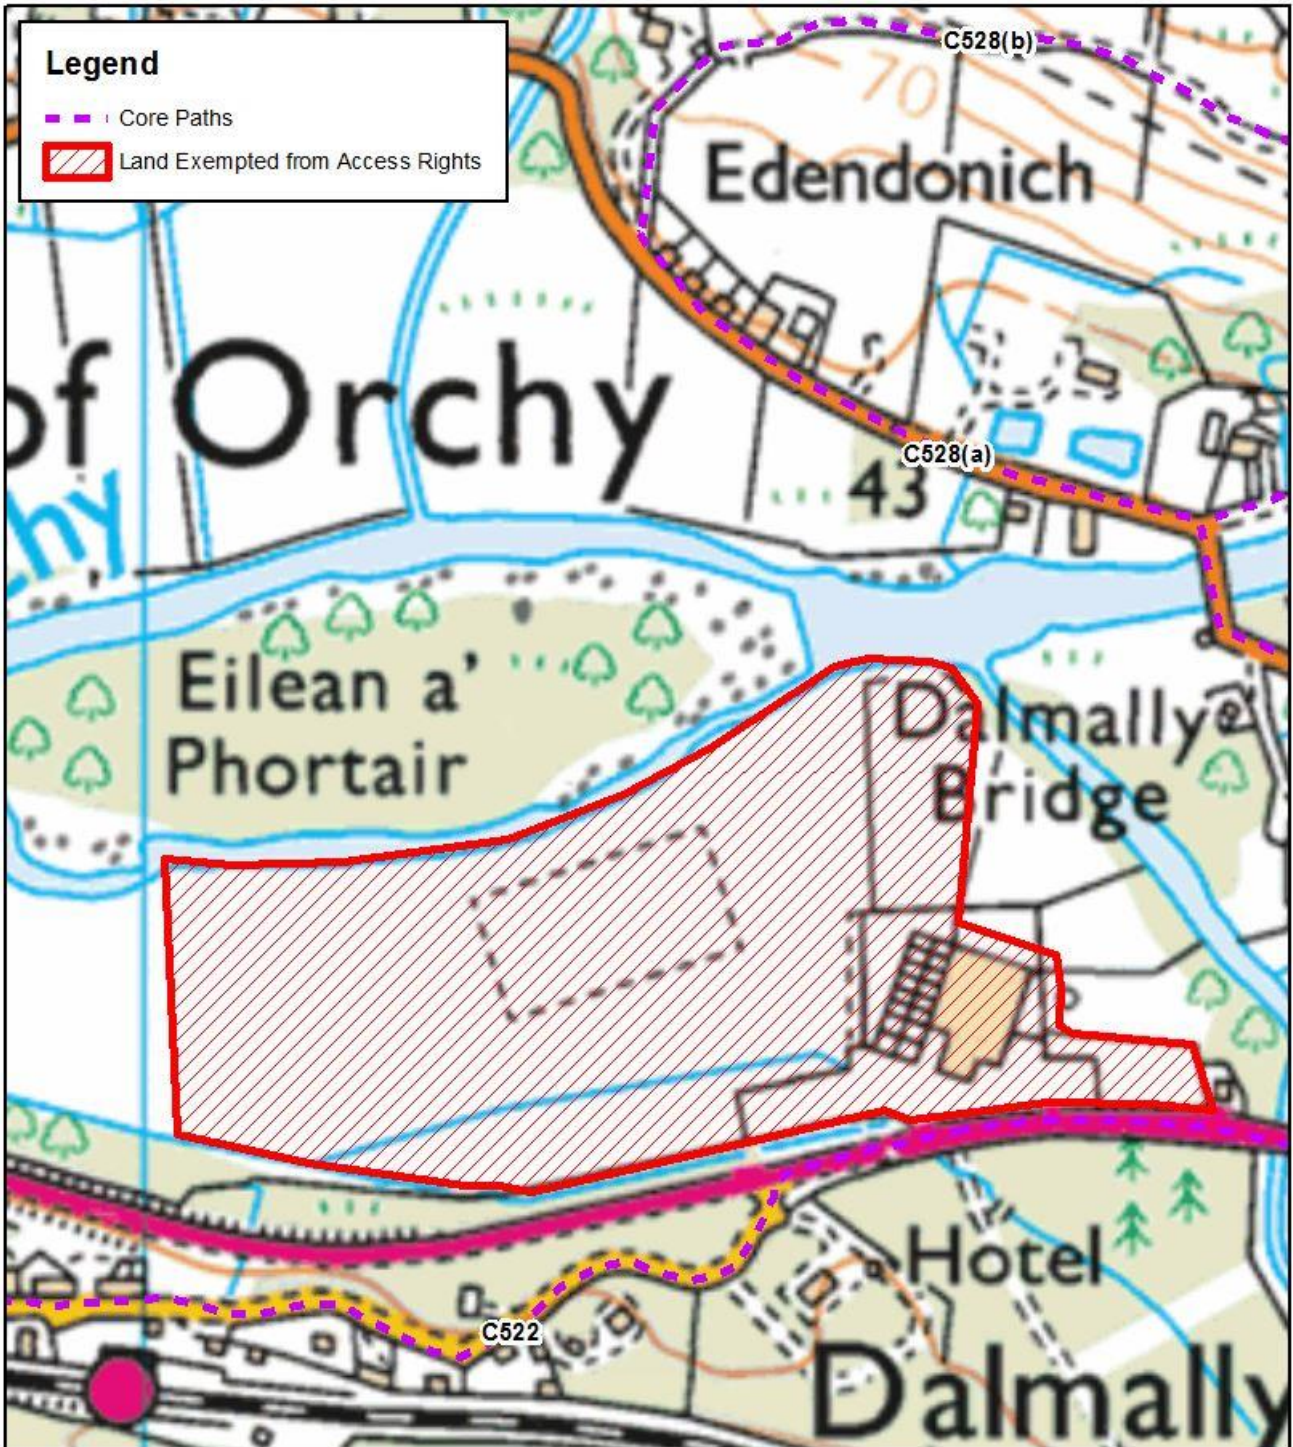 Legend
Core Paths
Land Exempted from Access Rights
C528(b)
70
Edendonich
of Orchy
C528(a)
43
hy
Eilean a'
Phortair
Dalmally
Bridge
Hotel
C522
Dalmally